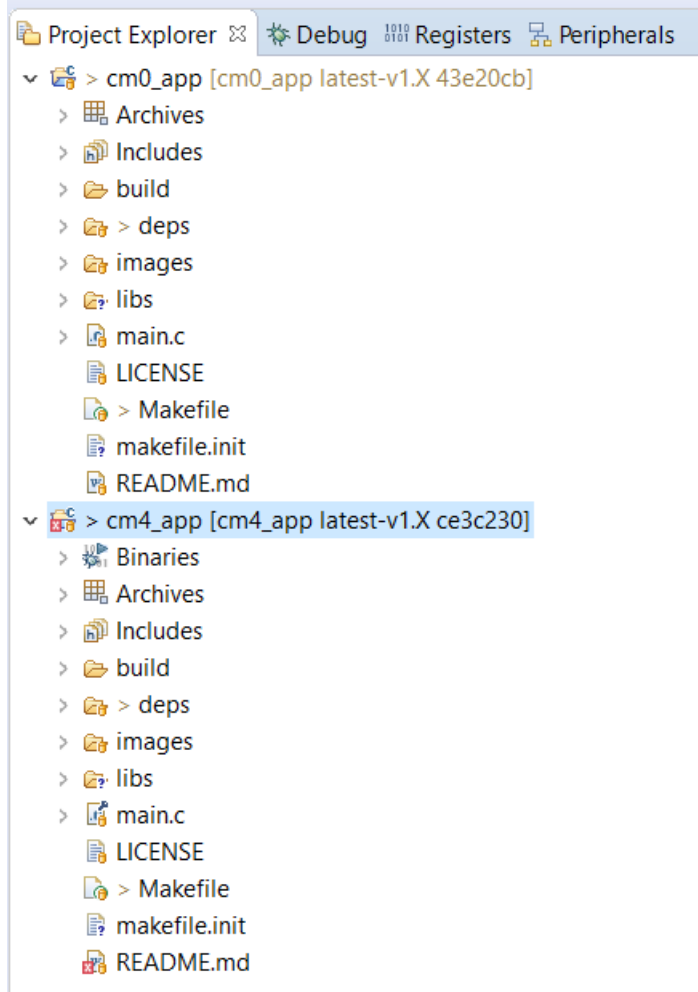 Project Explorer Debug Registers Peripherals
> cm0_app [cm0_app latest-v1.X 43e20cb]
Archives
Includes
build
> deps
images
libs
main.c
LICENSE
> Makefile
makefile.init
README.md
> cm4_app [cm4_app latest-v1.X ce3c230]
Binaries
Archives
Includes
build
> deps
images
libs
main.c
LICENSE
> Makefile
makefile.init
README.md